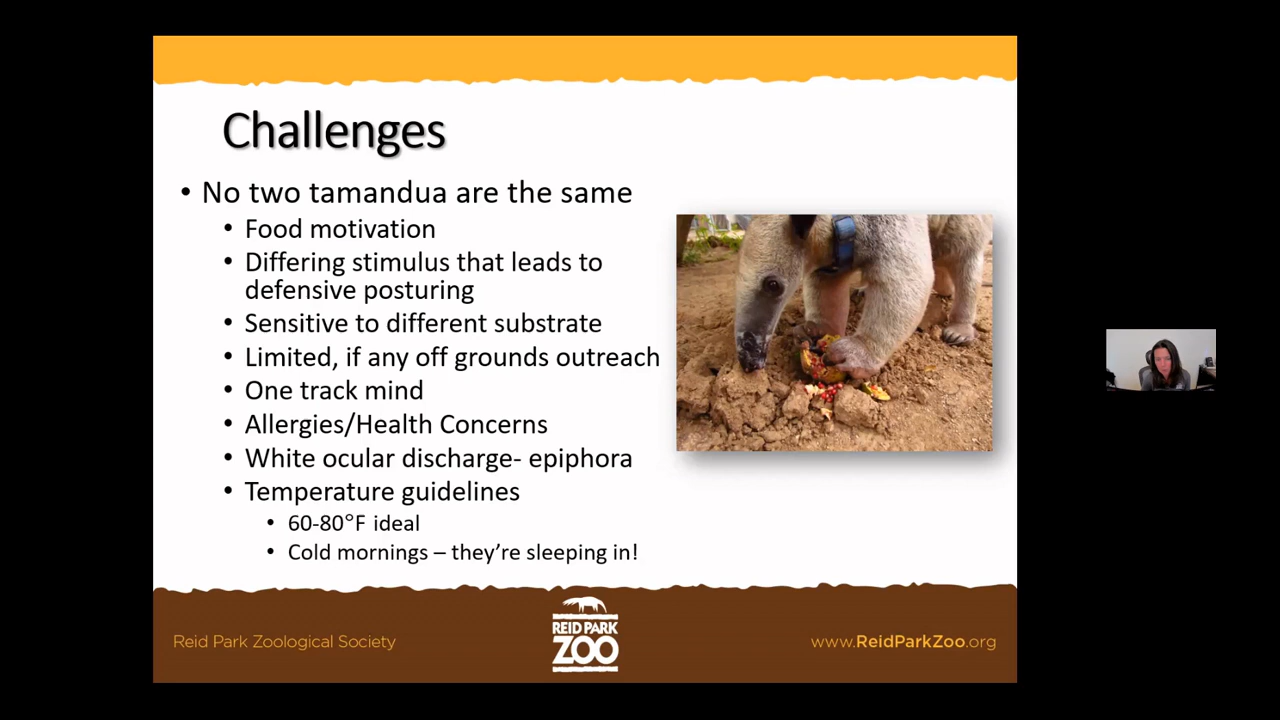 Challenges
• No two tamandua are the same
• Food motivation
• Differing stimulus that leads to
defensive posturing
• Sensitive to different substrate
• Limited, if any off grounds outreach
• One track mind
• Allergies/Health Concerns
• White ocular discharge- epiphora
• Temperature guidelines
• 60-80°F ideal
• Cold mornings – they’re sleeping in!
Reid Park Zoological Society
REID PARK
ZOO
www.ReidParkZoo.org